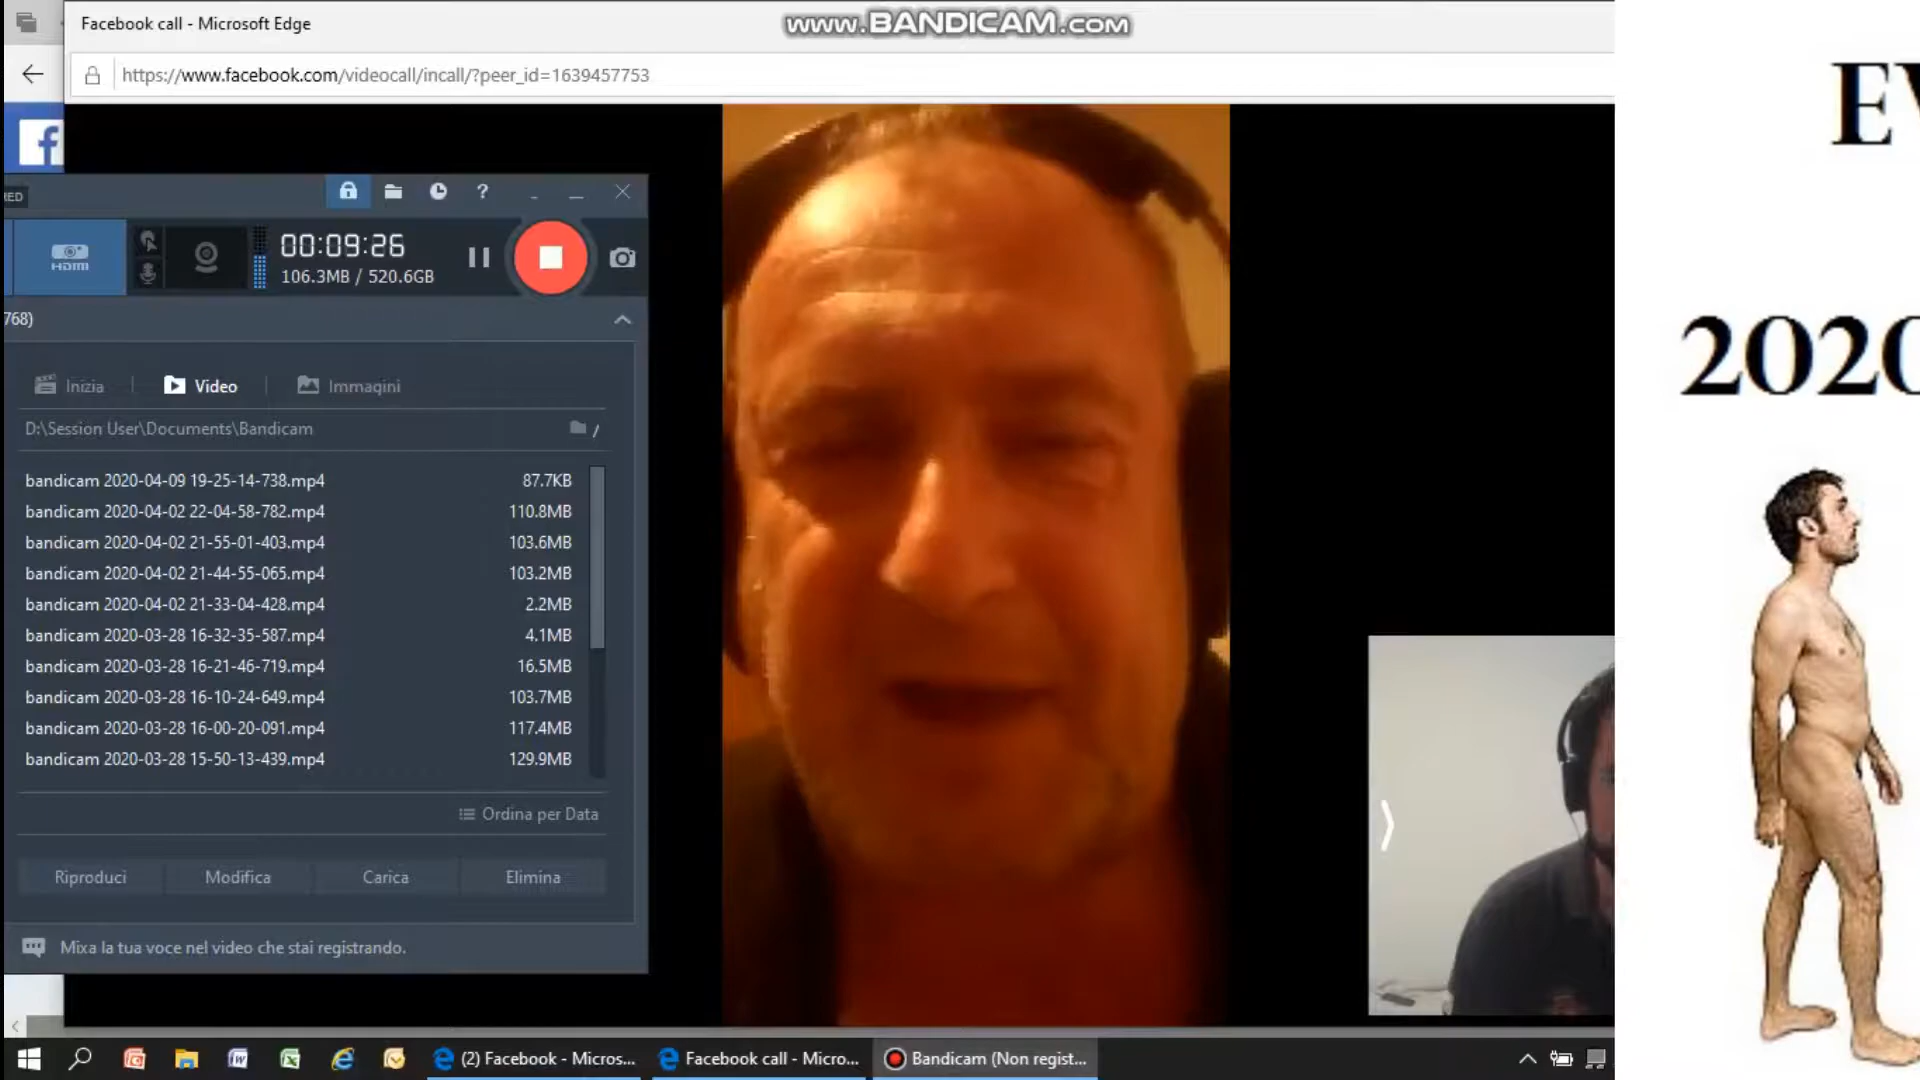 Facebook call - Microsoft Edge
www.BANDICAM.com
https://www.facebook.com/videocall/incall/?peer_id=1639457753
00:09:26
106.3MB / 520.6GB
HDMI
768)
Inizia
Video
Immagini
D:\Session User\Documents\Bandicam
/
bandicam 2020-04-09 19-25-14-738.mp4 87.7KB
bandicam 2020-04-02 22-04-58-782.mp4 110.8MB
bandicam 2020-04-02 21-55-01-403.mp4 103.6MB
bandicam 2020-04-02 21-44-55-065.mp4 103.2MB
bandicam 2020-04-02 21-33-04-428.mp4 2.2MB
bandicam 2020-03-28 16-32-35-587.mp4 4.1MB
bandicam 2020-03-28 16-21-46-719.mp4 16.5MB
bandicam 2020-03-28 16-10-24-649.mp4 103.7MB
bandicam 2020-03-28 16-00-20-091.mp4 117.4MB
bandicam 2020-03-28 15-50-13-439.mp4 129.9MB
Ordina per Data
Riproduci
Modifica
Carica
Elimina
Mixa la tua voce nel video che stai registrando.
2020
(2) Facebook - Micros...
Facebook call - Micro...
Bandicam (Non regist...